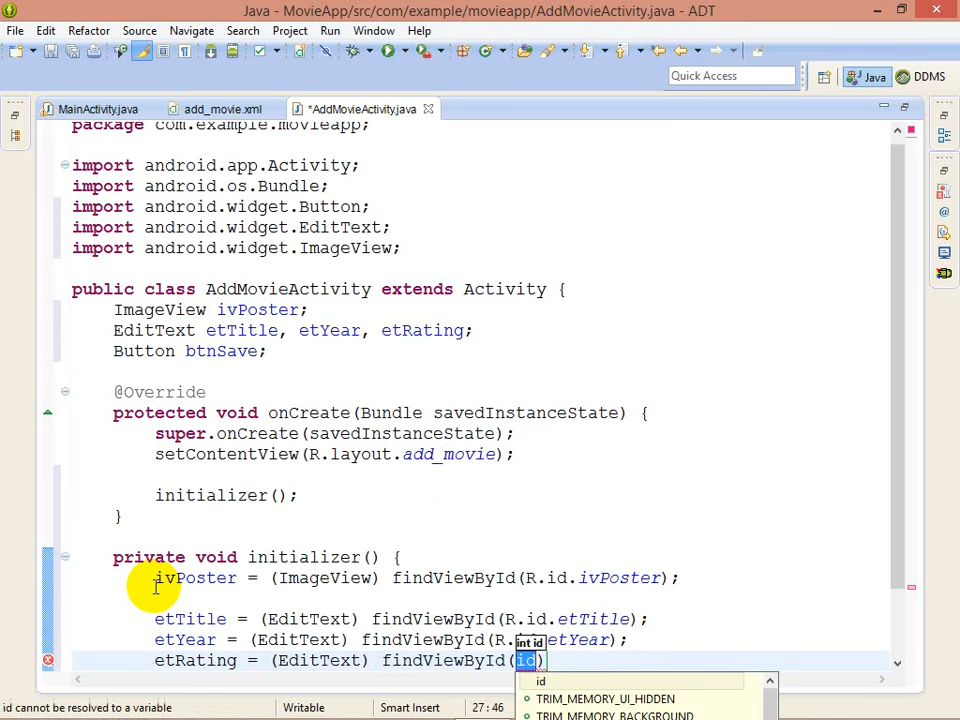 Java - MovieApp/src/com/example/movieapp/AddMovieActivity.java - ADT
File Edit Refactor Source Navigate Search Project Run Window Help
Quick Access
Java
DDMS
MainActivity.java
add_movie.xml
*AddMovieActivity.java
package com.example.movieapp;
import android.app.Activity;
import android.os.Bundle;
import android.widget.Button;
import android.widget.EditText;
import android.widget.ImageView;
public class AddMovieActivity extends Activity {
ImageView ivPoster;
EditText etTitle, etYear, etRating;
Button btnSave;
@Override
protected void onCreate(Bundle savedInstanceState) {
super.onCreate(savedInstanceState);
setContentView(R.layout.add_movie);
initializer();
}
private void initializer() {
ivPoster = (ImageView) findViewById(R.id.ivPoster);
etTitle = (EditText) findViewById(R.id.etTitle);
etYear = (EditText) findViewById(R. etYear);
int id
etRating = (EditText) findViewById(id)
id
TRIM_MEMORY_UI_HIDDEN
TRIM_MEMORY_BACKGROUND
id cannot be resolved to a variable
Writable
Smart Insert
27 : 46